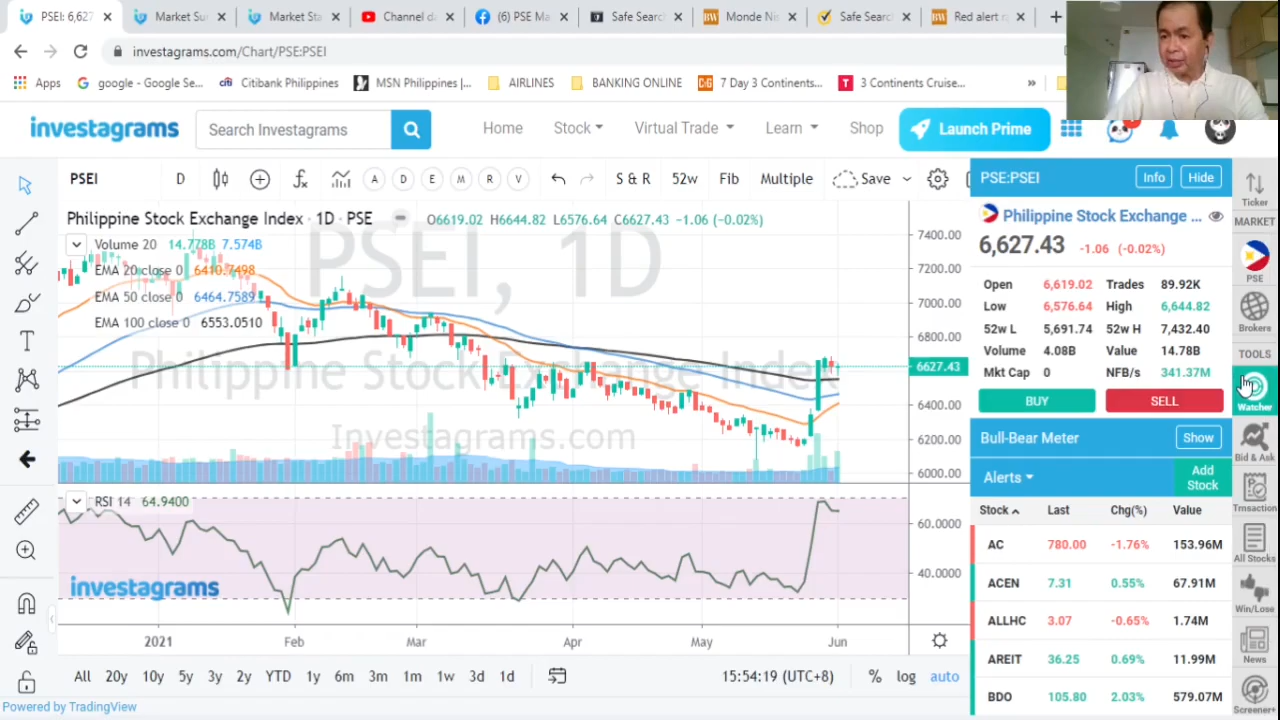 PSEI: 6,627
Market Su
Market Sta
Channel da
(6) PSE Ma
Safe Searc
Monde Nis
Safe Searc
Red alert r
investagrams.com/Chart/PSE:PSEI
Apps
google - Google Se...
Citibank Philippines
MSN Philippines |...
AIRLINES
BANKING ONLINE
7 Day 3 Continents...
3 Continents Cruise...
»
investagrams
Search Investagrams
Home
Stock
Virtual Trade
Learn
Shop
Launch Prime
PSEI
D
A
D
E
M
R
V
S & R
52w
Fib
Multiple
Save
Philippine Stock Exchange Index · 1D · PSE
O6619.02 H6644.82 L6576.64 C6627.43 −1.06 (−0.02%)
Volume 20 14.778B 7.574B
EMA 20 close 0 6410.7498
EMA 50 close 0 6464.7589
EMA 100 close 0 6553.0510
PSEI, 1D
Philippine Stock Exchange Index
Investagrams.com
7400.00
7200.00
7000.00
6800.00
6627.43
6400.00
6200.00
6000.00
RSI 14 64.9400
60.0000
40.0000
investagrams
2021
Feb
Mar
Apr
May
Jun
All
20y
10y
5y
3y
2y
YTD
1y
6m
3m
1m
1w
3d
1d
15:54:19 (UTC+8)
%
log
auto
Powered by TradingView
PSE:PSEI
Info
Hide
Philippine Stock Exchange ...
6,627.43 -1.06 (-0.02%)
Open 6,619.02 Trades 89.92K
Low 6,576.64 High 6,644.82
52w L 5,691.74 52w H 7,432.40
Volume 4.08B Value 14.78B
Mkt Cap 0 NFB/s 341.37M
BUY
SELL
Bull-Bear Meter
Show
Alerts
Add
Stock
Stock Last Chg(%) Value
AC 780.00 -1.76% 153.96M
ACEN 7.31 0.55% 67.91M
ALLHC 3.07 -0.65% 1.74M
AREIT 36.25 0.69% 11.99M
BDO 105.80 2.03% 579.07M
Ticker
MARKET
PSE
Brokers
TOOLS
Watcher
Bid & Ask
Trnsaction
All Stocks
Win/Lose
News
Screener+